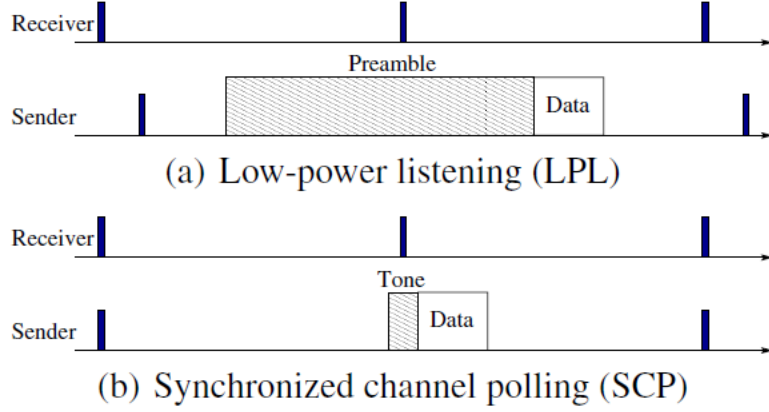 Receiver
Preamble
Sender
Data
(a) Low-power listening (LPL)
Receiver
Tone
Sender
Data
(b) Synchronized channel polling (SCP)